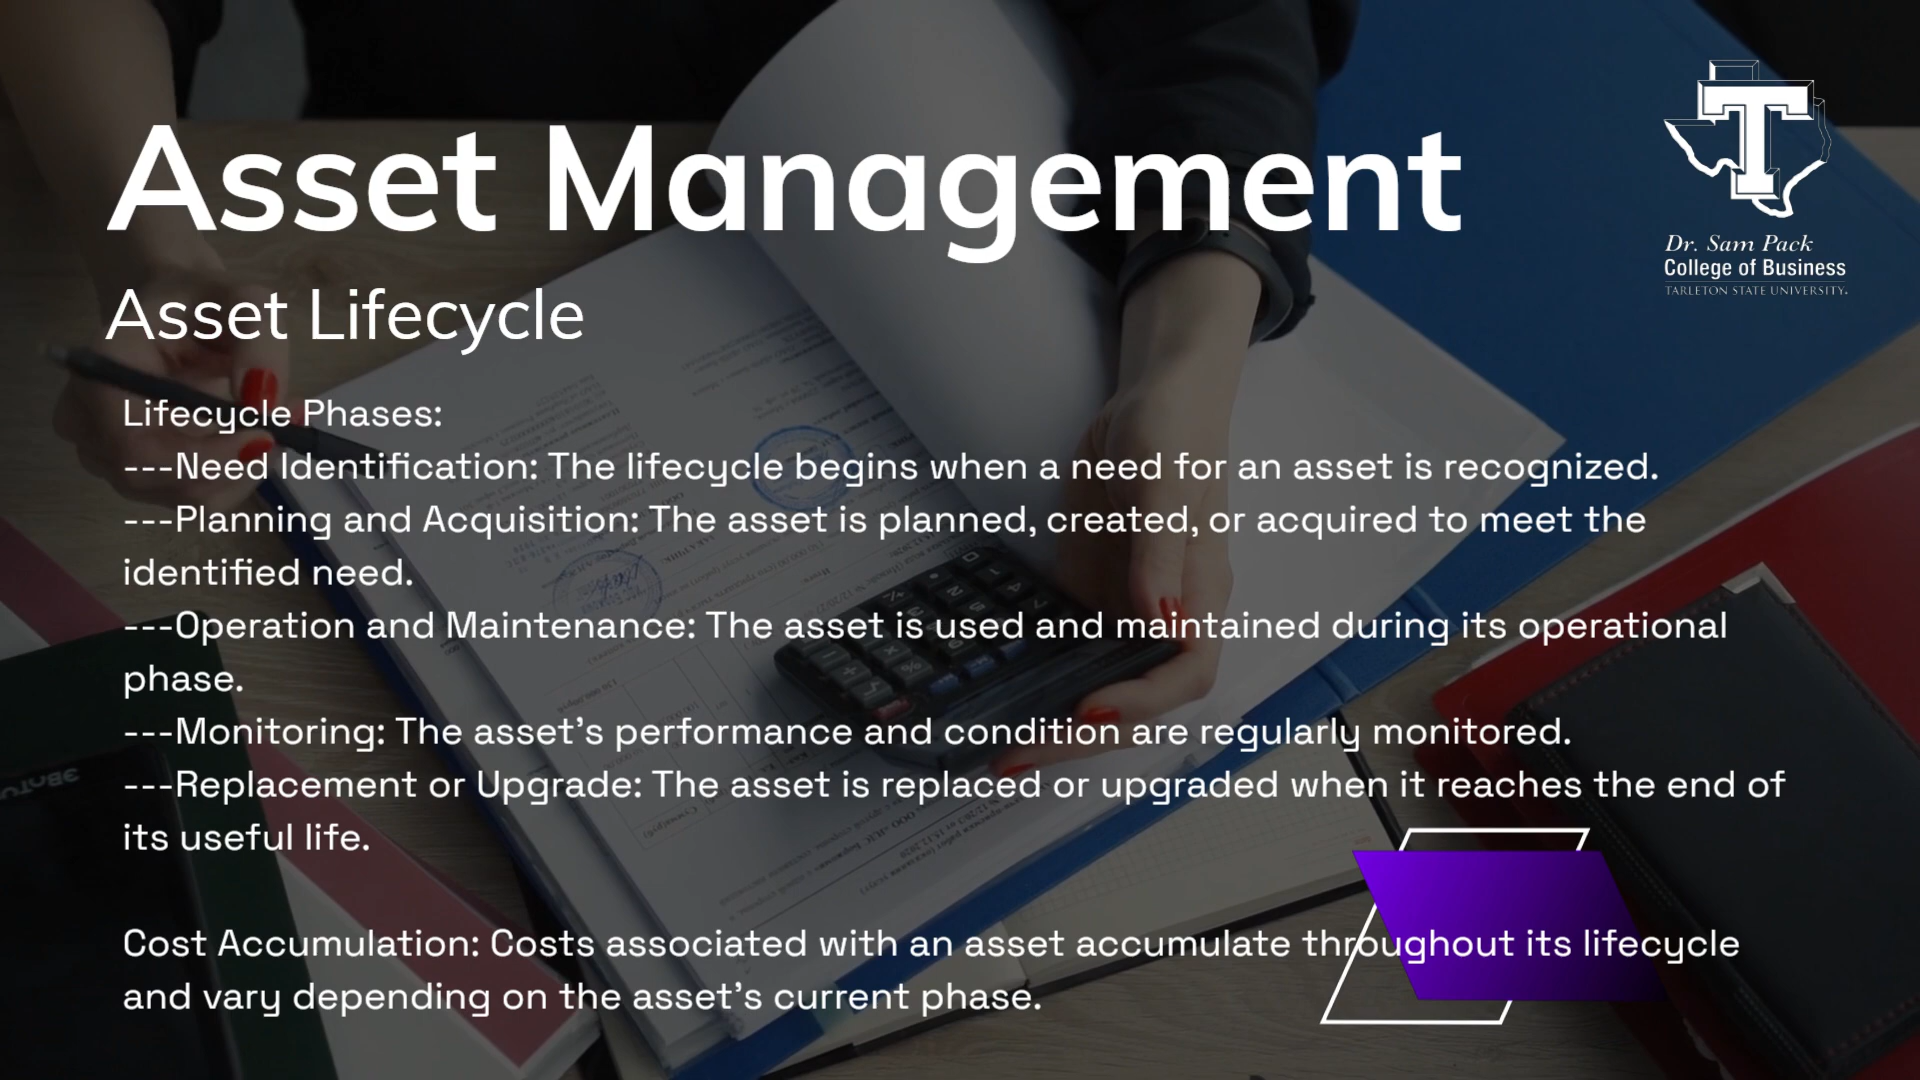 Asset Management
Asset Lifecycle
T
Dr. Sam Pack
College of Business
TARLETON STATE UNIVERSITY.
Lifecycle Phases:
---Need Identification: The lifecycle begins when a need for an asset is recognized.
---Planning and Acquisition: The asset is planned, created, or acquired to meet the
identified need.
---Operation and Maintenance: The asset is used and maintained during its operational
phase.
---Monitoring: The asset's performance and condition are regularly monitored.
---Replacement or Upgrade: The asset is replaced or upgraded when it reaches the end of
its useful life.
Cost Accumulation: Costs associated with an asset accumulate throughout its lifecycle
and vary depending on the asset's current phase.